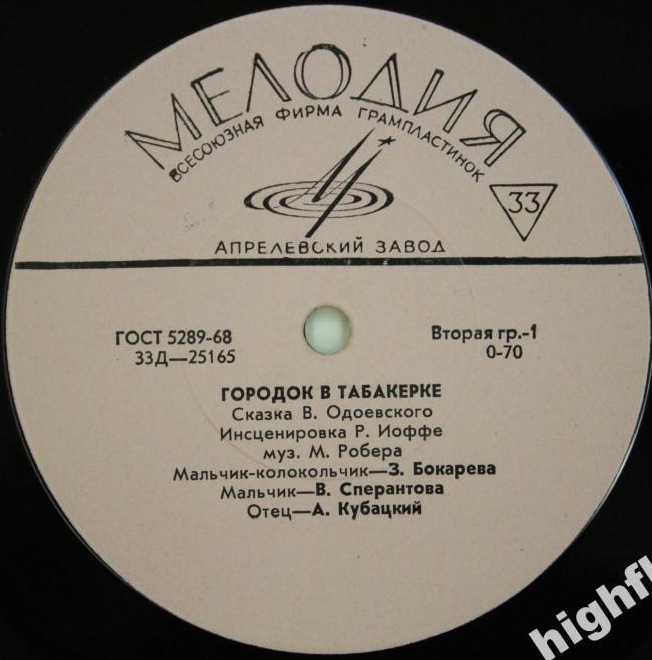 МЕЛОДИЯ
ВСЕСОЮЗНАЯ ФИРМА ГРАМПЛАСТИНОК
33
АПРЕЛЕВСКИЙ ЗАВОД
ГОСТ 5289-68
33Д—25165
Вторая гр.-1
0-70
ГОРОДОК В ТАБАКЕРКЕ
Сказка В. Одоевского
Инсценировка Р. Иоффе
муз. М. Робера
Мальчик-колокольчик—З. Бокарева
Мальчик—В. Сперантова
Отец—А. Кубацкий